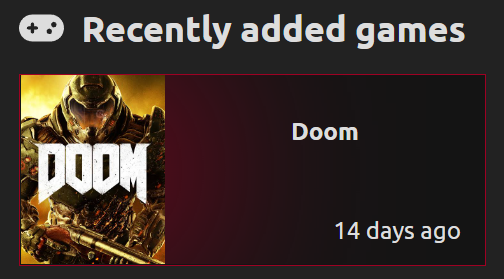 Recently added games
DOOM
Doom
14 days ago